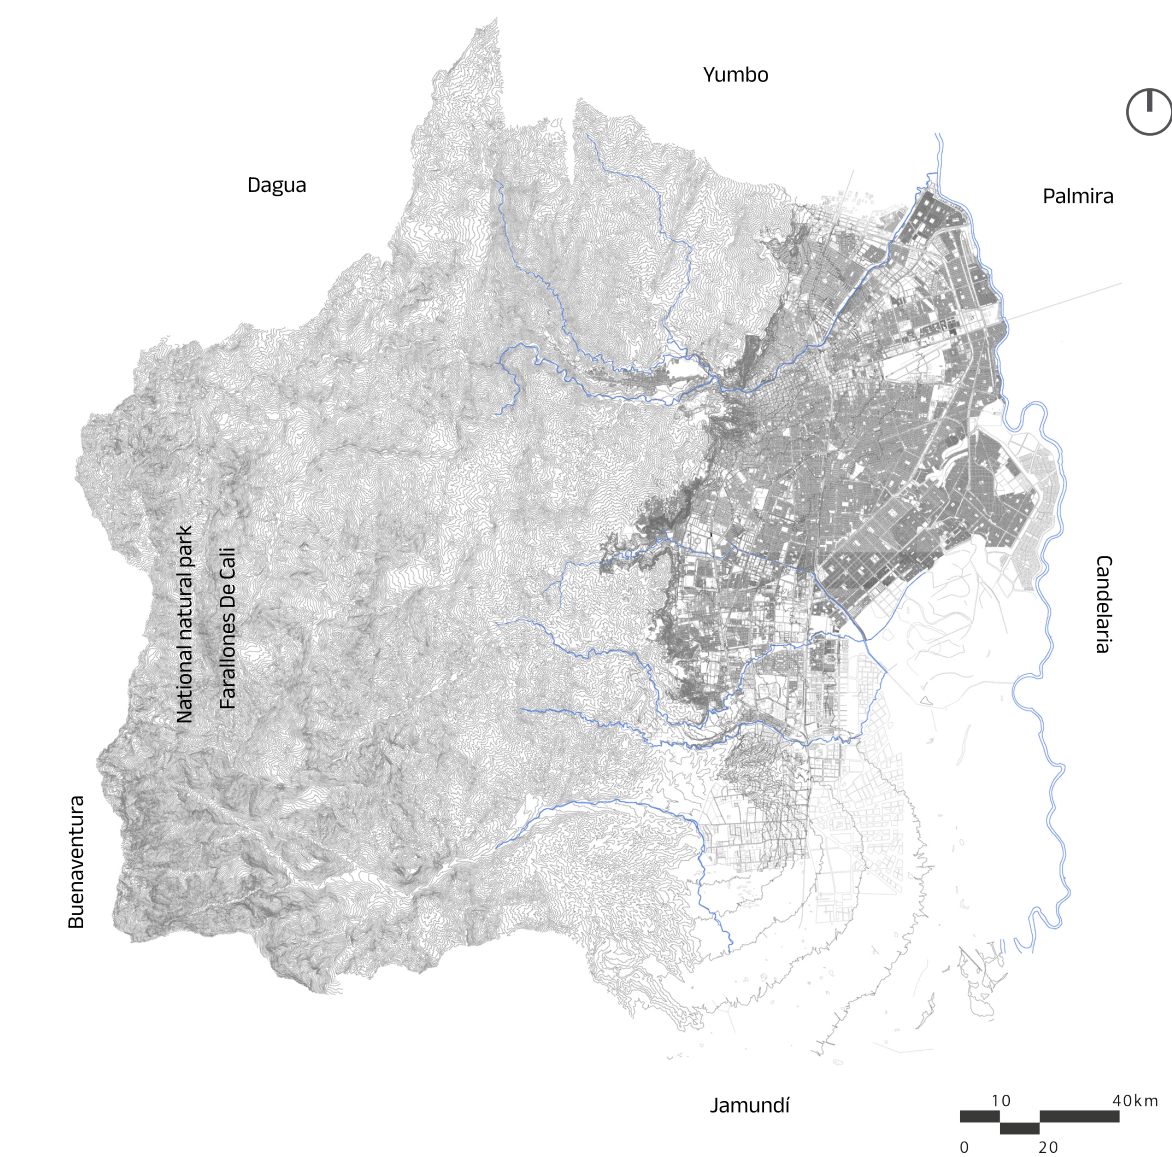 Yumbo
Dagua
Palmira
National natural park
Farallones De Cali
Candelaria
Buenaventura
Jamundí
10 40km
0 20